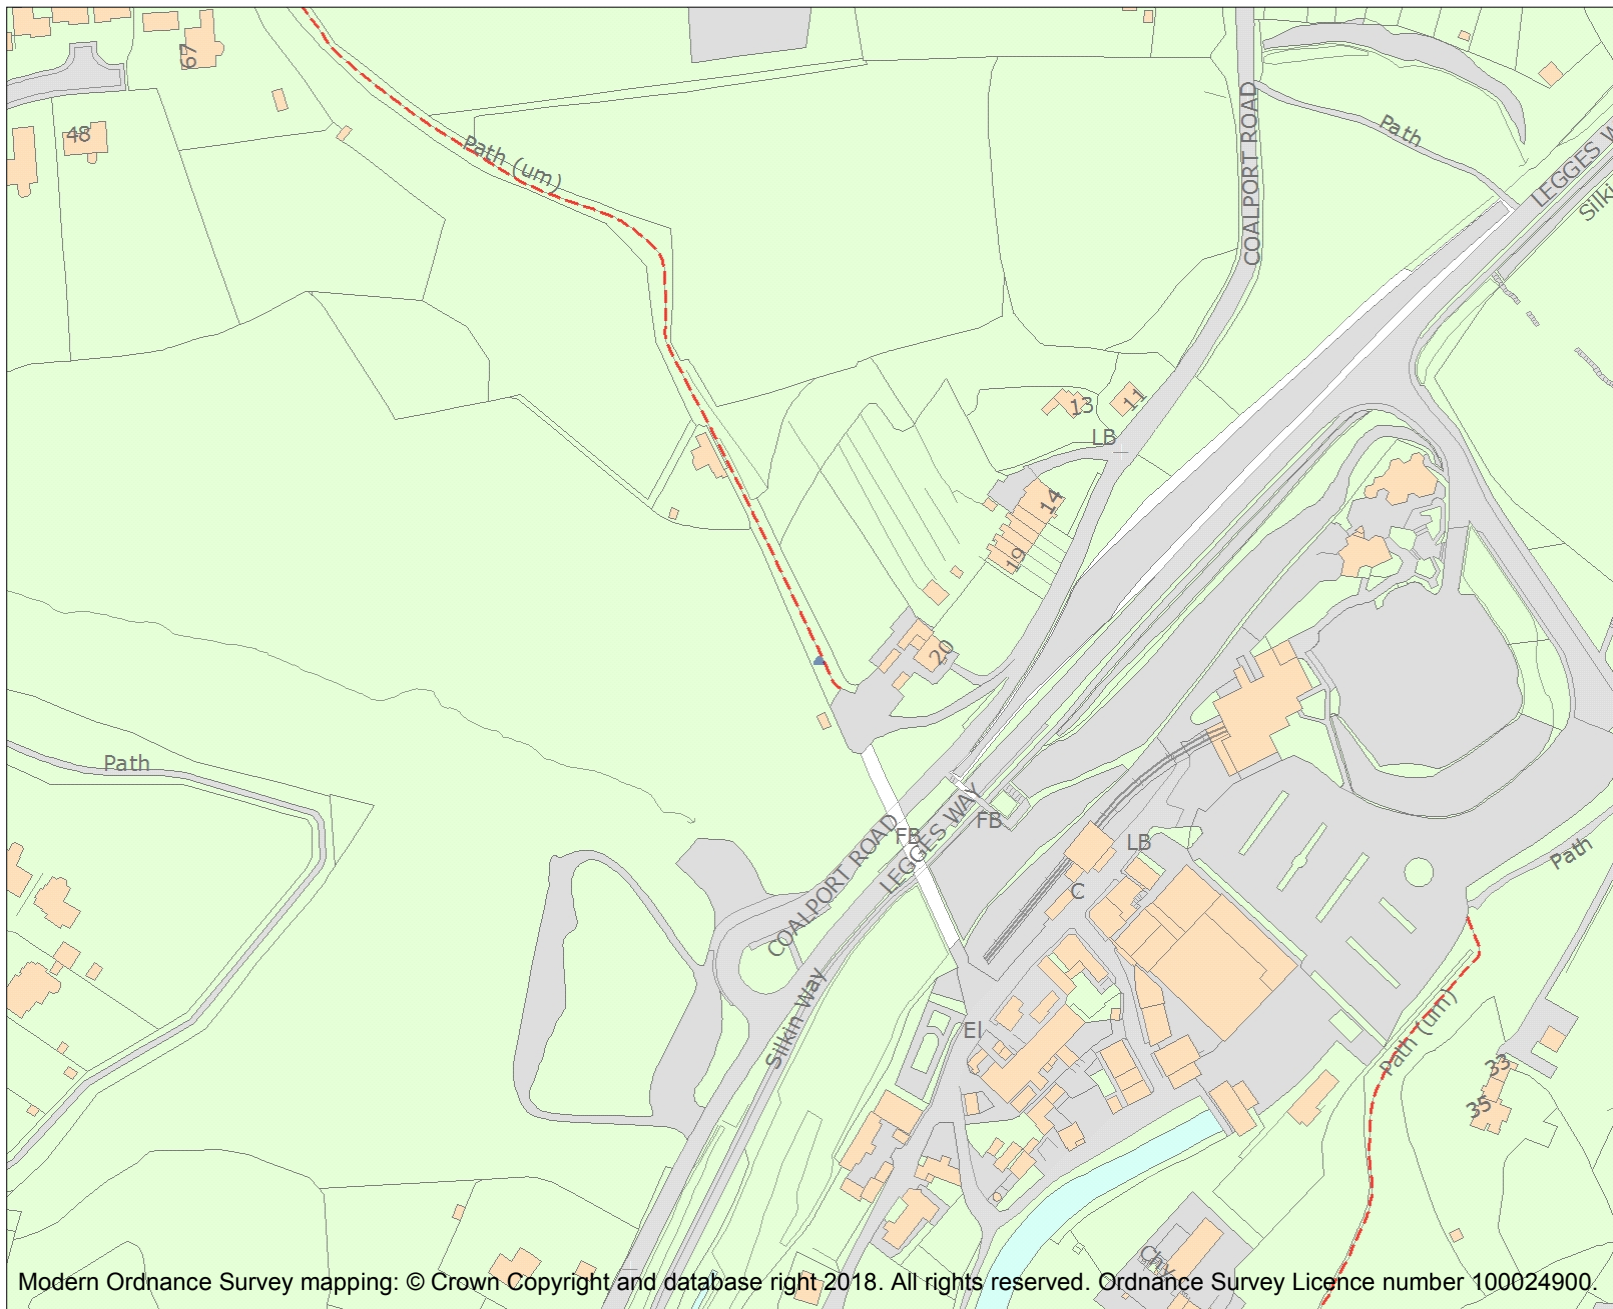 67
48
Path (um)
COALPORT ROAD
Path
LEGGES W
Silki
13
11
LB
14
19
20
Path
FB
FB
COALPORT ROAD
LEGGES WAY
LB
C
Path
Silkin Way
El
Path (um)
33
35
Chy
Modern Ordnance Survey mapping: © Crown Copyright and database right 2018. All rights reserved. Ordnance Survey Licence number 100024900.